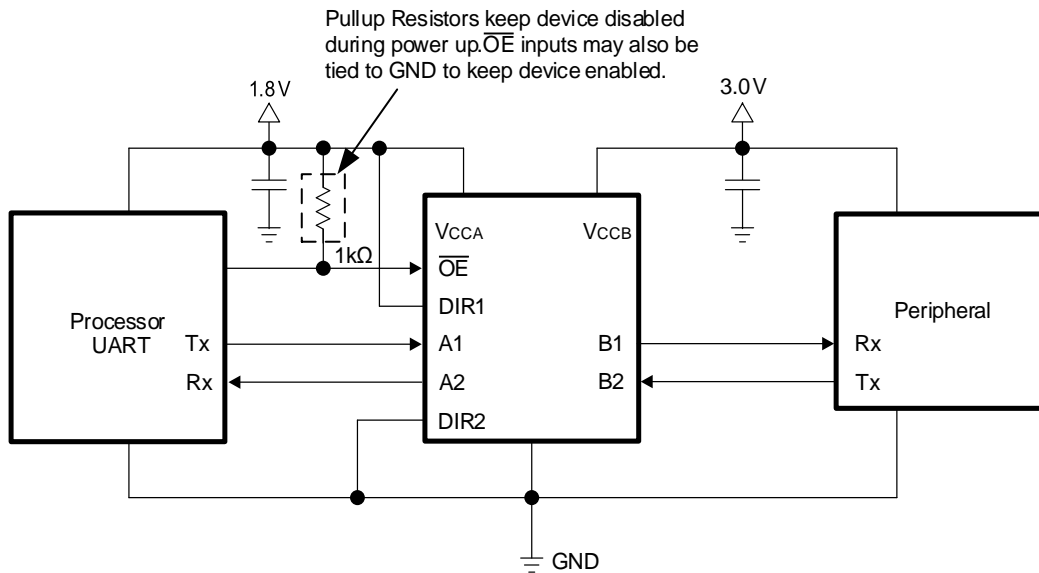 Pullup Resistors keep device disabled
during power up.OE inputs may also be
tied to GND to keep device enabled.
1.8V
3.0V
VCCA
VCCB
1kΩ
OE
DIR1
Processor
UART
Peripheral
Tx
A1
B1
Rx
Rx
A2
B2
Tx
DIR2
GND